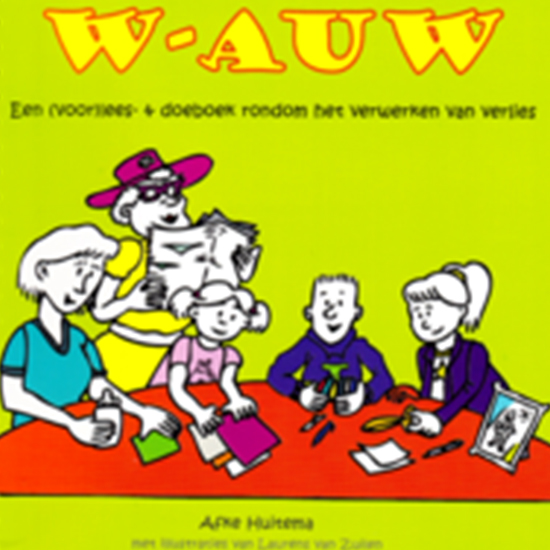 W-AUW
Een (voor)lees- & doeboek rondom het verwerken van verlies
Afke Huitema
met illustraties van Laurens van Zuilen